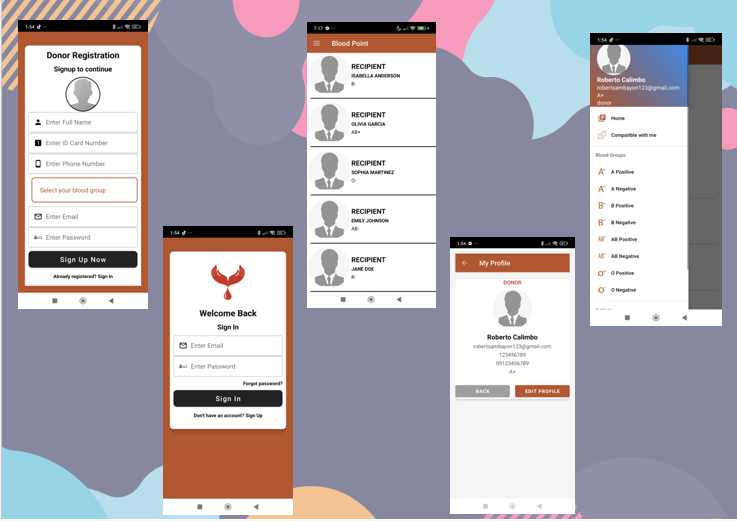 1:54
Donor Registration
Signup to continue
Enter Full Name
Enter ID Card Number
Enter Phone Number
Select your blood group
Enter Email
Enter Password
Sign Up Now
Already registered? Sign In
1:54
Welcome Back
Sign In
Enter Email
Enter Password
Forgot password?
Sign In
Don't have an account? Sign Up
7:17
Blood Point
RECIPIENT
ISABELLA ANDERSON
B-
RECIPIENT
OLIVIA GARCIA
AB+
RECIPIENT
SOPHIA MARTINEZ
O-
RECIPIENT
EMILY JOHNSON
AB-
RECIPIENT
JANE DOE
B-
1:54
My Profile
DONOR
Roberto Calimbo
robertsambayon123@gmail.com
123456789
09123456789
A+
BACK
EDIT PROFILE
1:54
Roberto Calimbo
robertsambayon123@gmail.com
A+
donor
Home
Compatible with me
Blood Groups
A+ A Positive
A- A Negative
B+ B Positive
B- B Negative
AB+ AB Positive
AB- AB Negative
O+ O Positive
O- O Negative